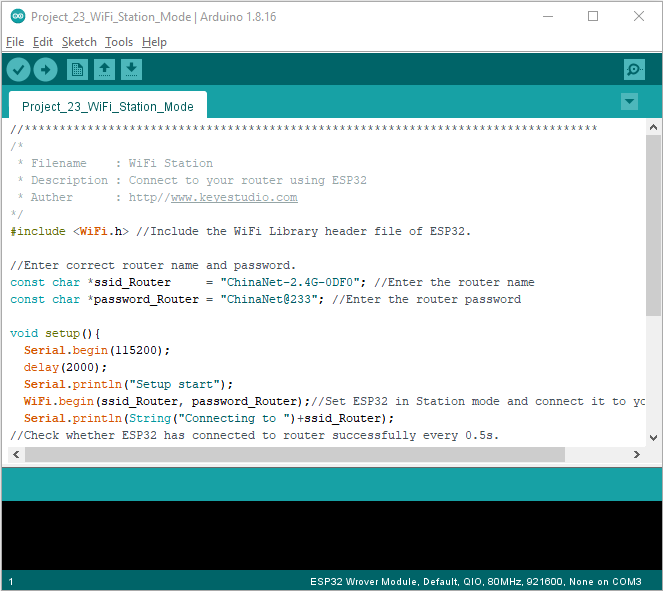 Project_23_WiFi_Station_Mode | Arduino 1.8.16
File Edit Sketch Tools Help
Project_23_WiFi_Station_Mode
//**********************************************************************************
/*
 * Filename    : WiFi Station
 * Description : Connect to your router using ESP32
 * Auther      : http//www.keyestudio.com
*/
#include <WiFi.h> //Include the WiFi Library header file of ESP32.
//Enter correct router name and password.
const char *ssid_Router     = "ChinaNet-2.4G-0DF0"; //Enter the router name
const char *password_Router = "ChinaNet@233"; //Enter the router password
void setup(){
  Serial.begin(115200);
  delay(2000);
  Serial.println("Setup start");
  WiFi.begin(ssid_Router, password_Router);//Set ESP32 in Station mode and connect it to yo
  Serial.println(String("Connecting to ")+ssid_Router);
//Check whether ESP32 has connected to router successfully every 0.5s.
1
ESP32 Wrover Module, Default, QIO, 80MHz, 921600, None on COM3